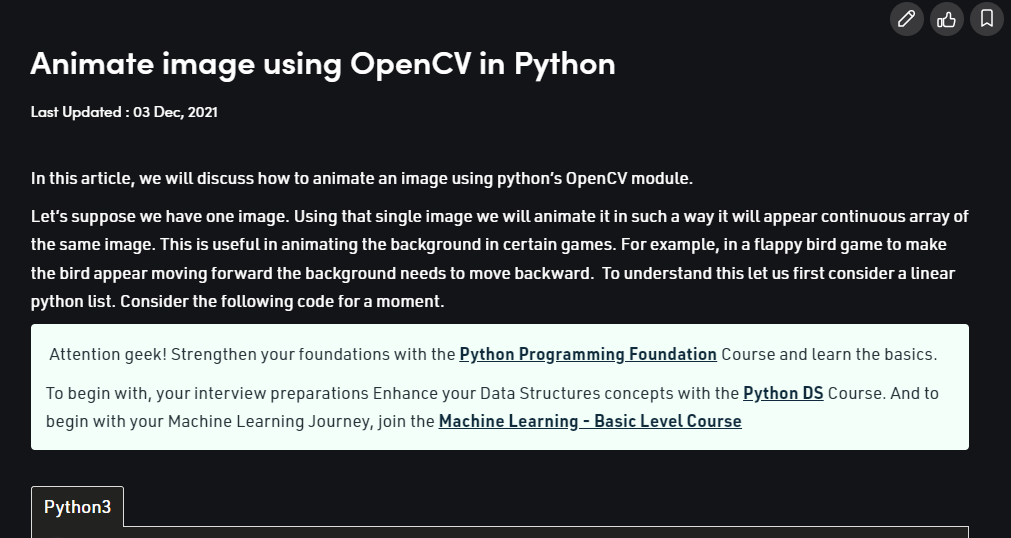 Animate image using OpenCV in Python
Last Updated : 03 Dec, 2021
In this article, we will discuss how to animate an image using python’s OpenCV module.
Let’s suppose we have one image. Using that single image we will animate it in such a way it will appear continuous array of
the same image. This is useful in animating the background in certain games. For example, in a flappy bird game to make
the bird appear moving forward the background needs to move backward.  To understand this let us first consider a linear
python list. Consider the following code for a moment.
Attention geek! Strengthen your foundations with the Python Programming Foundation Course and learn the basics.
To begin with, your interview preparations Enhance your Data Structures concepts with the Python DS Course. And to
begin with your Machine Learning Journey, join the Machine Learning - Basic Level Course
Python3